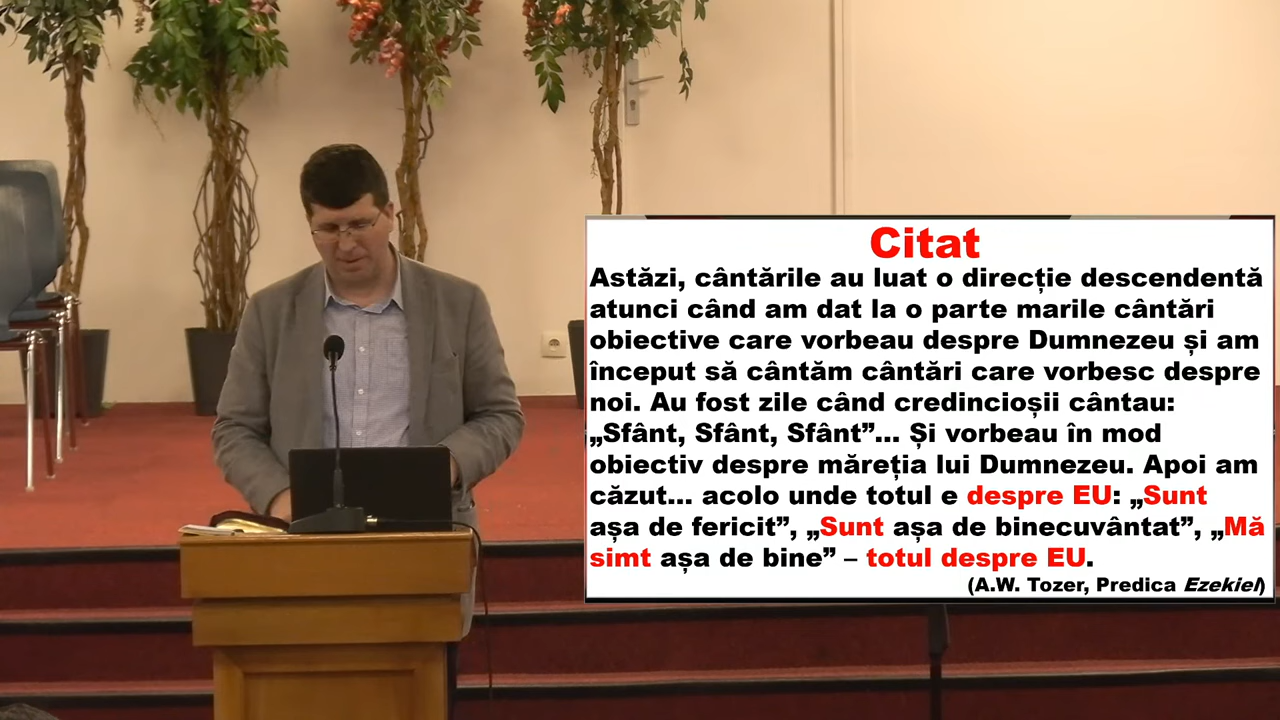 Citat
Astăzi, cântările au luat o direcție descendentă
atunci când am dat la o parte marile cântări
obiective care vorbeau despre Dumnezeu și am
început să cântăm cântări care vorbesc despre
noi. Au fost zile când credincioșii cântau:
„Sfânt, Sfânt, Sfânt”... Și vorbeau în mod
obiectiv despre măreția lui Dumnezeu. Apoi am
căzut... acolo unde totul e despre EU: „Sunt
așa de fericit”, „Sunt așa de binecuvântat”, „Mă
simt așa de bine” – totul despre EU.
(A.W. Tozer, Predica Ezekiel)